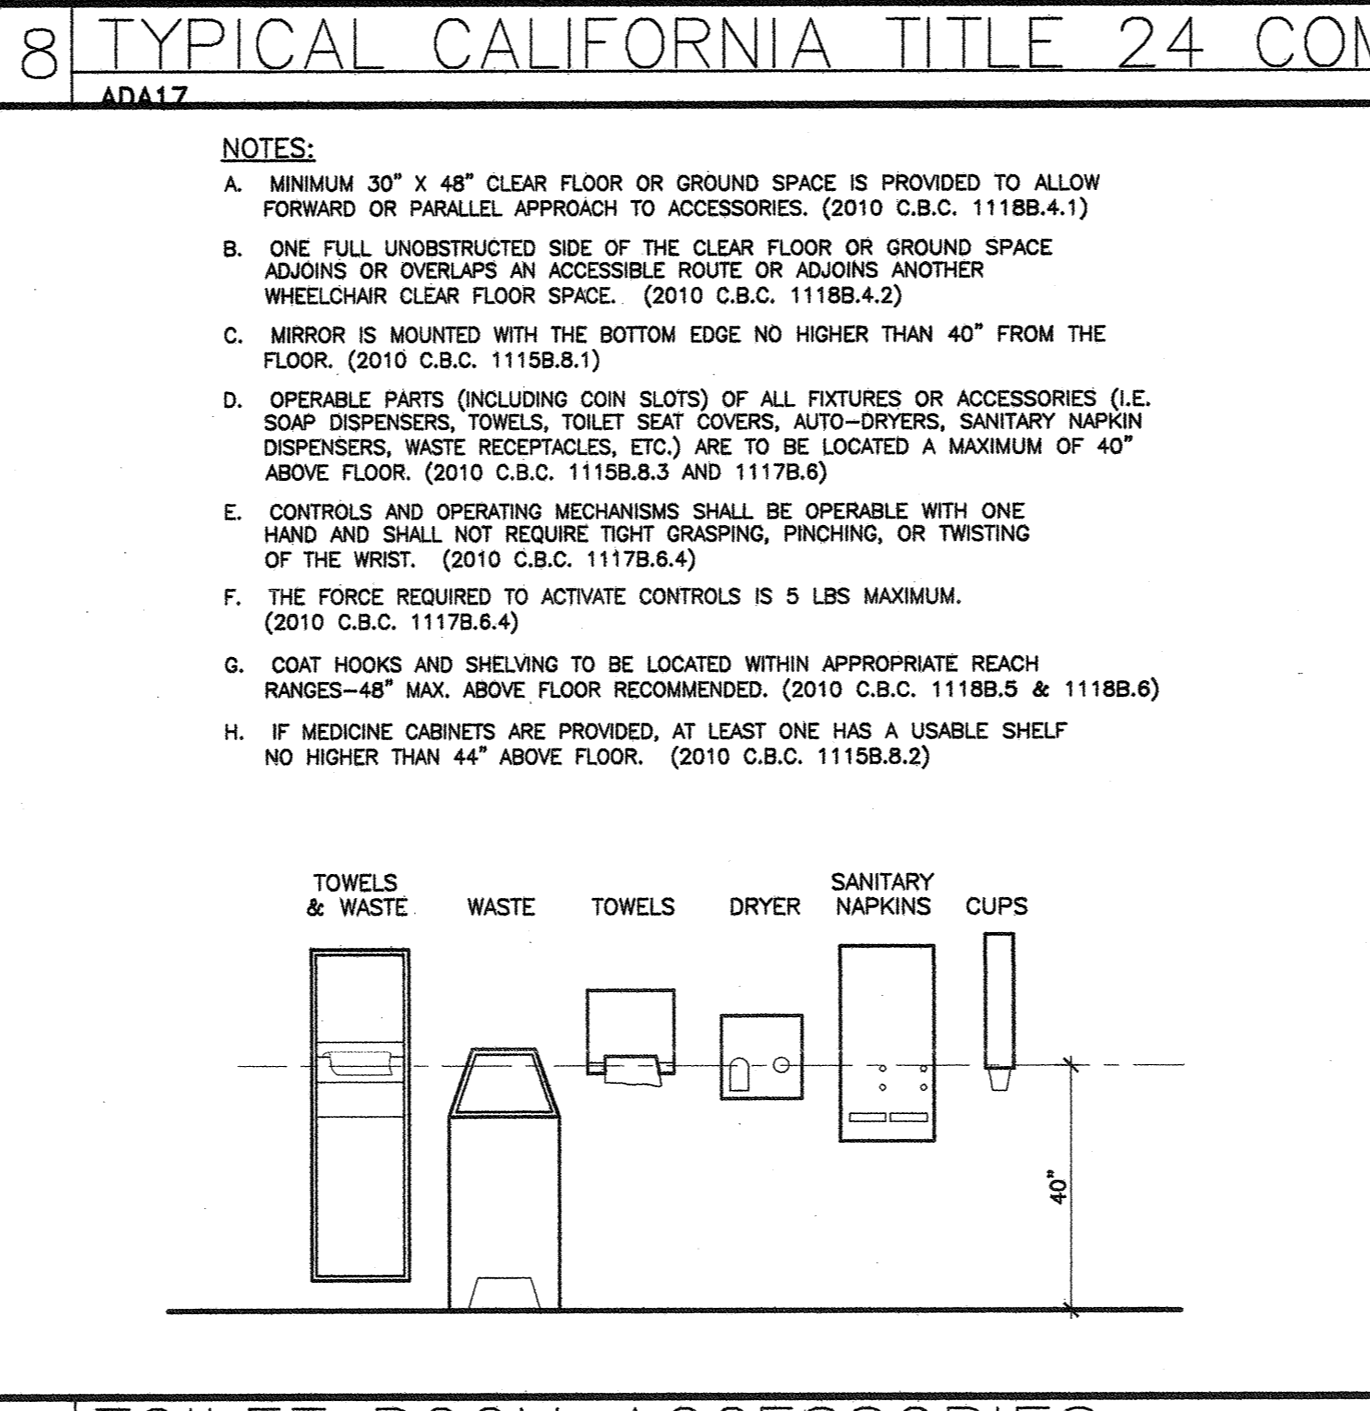 8 TYPICAL CALIFORNIA TITLE 24
ADA17
NOTES:
A. MINIMUM 30" X 48" CLEAR FLOOR OR GROUND SPACE IS PROVIDED TO ALLOW
FORWARD OR PARALLEL APPROACH TO ACCESSORIES. (2010 C.B.C. 1118B.4.1)
B. ONE FULL UNOBSTRUCTED SIDE OF THE CLEAR FLOOR OR GROUND SPACE
ADJOINS OR OVERLAPS AN ACCESSIBLE ROUTE OR ADJOINS ANOTHER
WHEELCHAIR CLEAR FLOOR SPACE. (2010 C.B.C. 1118B.4.2)
C. MIRROR IS MOUNTED WITH THE BOTTOM EDGE NO HIGHER THAN 40" FROM THE
FLOOR. (2010 C.B.C. 1115B.8.1)
D. OPERABLE PARTS (INCLUDING COIN SLOTS) OF ALL FIXTURES OR ACCESSORIES (I.E.
SOAP DISPENSERS, TOWELS, TOILET SEAT COVERS, AUTO-DRYERS, SANITARY NAPKIN
DISPENSERS, WASTE RECEPTACLES, ETC.) ARE TO BE LOCATED A MAXIMUM OF 40"
ABOVE FLOOR. (2010 C.B.C. 1115B.8.3 AND 1117B.6)
E. CONTROLS AND OPERATING MECHANISMS SHALL BE OPERABLE WITH ONE
HAND AND SHALL NOT REQUIRE TIGHT GRASPING, PINCHING, OR TWISTING
OF THE WRIST. (2010 C.B.C. 1117B.6.4)
F. THE FORCE REQUIRED TO ACTIVATE CONTROLS IS 5 LBS MAXIMUM.
(2010 C.B.C. 1117B.6.4)
G. COAT HOOKS AND SHELVING TO BE LOCATED WITHIN APPROPRIATE REACH
RANGES-48" MAX. ABOVE FLOOR RECOMMENDED. (2010 C.B.C. 1118B.5 & 1118B.6)
H. IF MEDICINE CABINETS ARE PROVIDED, AT LEAST ONE HAS A USABLE SHELF
NO HIGHER THAN 44" ABOVE FLOOR. (2010 C.B.C. 1115B.8.2)
TOWELS
& WASTE
WASTE
TOWELS
DRYER
SANITARY
NAPKINS
CUPS
40"
TOILET ROOM ACCESSORIES